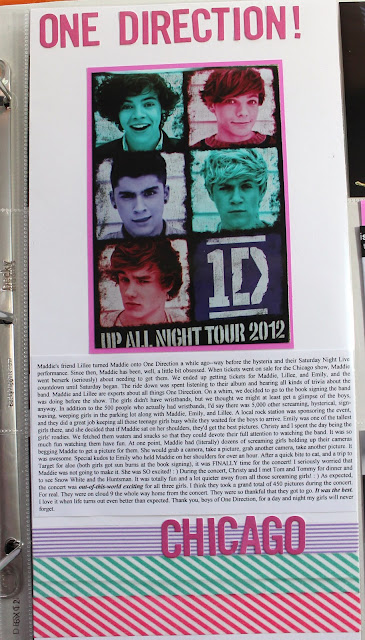 ONE DIRECTION!
1D
UP ALL NIGHT TOUR 2012
Maddie's friend Lillee turned Maddie onto One Direction a while ago--way before the hysteria and their Saturday Night Live
performance. Since then, Maddie has been, well, a little bit obsessed. When tickets went on sale for the Chicago show, Maddie
went berserk (seriously) about needing to get them. We ended up getting tickets for Maddie, Lillee, and Emily, and the
countdown until Saturday began. The ride down was spent listening to their album and hearing all kinds of trivia about the
band. Maddie and Lillee are experts about all things One Direction. On a whim, we decided to go to the book signing the band
was doing before the show. The girls didn't have wristbands, but we thought we might at least get a glimpse of the boys,
anyway. In addition to the 500 people who actually had wristbands, I'd say there was 3,000 other screaming, hysterical, sign-
waving, weeping girls in the parking lot along with Maddie, Emily, and Lillee. A local rock station was sponsoring the event,
and they did a great job keeping all those teenage girls busy while they waited for the boys to arrive. Emily was one of the tallest
girls there, and she decided that if Maddie sat on her shoulders, they'd get the best pictures. Christy and I spent the day being the
girls' roadies. We fetched them waters and snacks so that they could devote their full attention to watching the band. It was so
much fun watching them have fun. At one point, Maddie had (literally) dozens of screaming girls holding up their cameras
begging Maddie to get a picture for them. She would grab a camera, take a picture, grab another camera, take another picture. It
was awesome. Special kudos to Emily who held Maddie on her shoulders for over an hour. After a quick bite to eat, and a trip to
Target for aloe (both girls got sun burns at the book signing), it was FINALLY time for the concert! I seriously worried that
Maddie was not going to make it. She was SO excited! : ) During the concert, Christy and I met Tom and Tommy for dinner and
to see Snow White and the Huntsman. It was totally fun and a lot quieter away from all those screaming girls! : ) As expected,
the concert was out-of-this-world exciting for all three girls. I think they took a grand total of 450 pictures during the concert.
For real. They were on cloud 9 the whole way home from the concert. They were so thankful that they got to go. It was the best.
I love it when life turns out even better than expected. Thank you, boys of One Direction, for a day and night my girls will never
forget.
CHICAGO